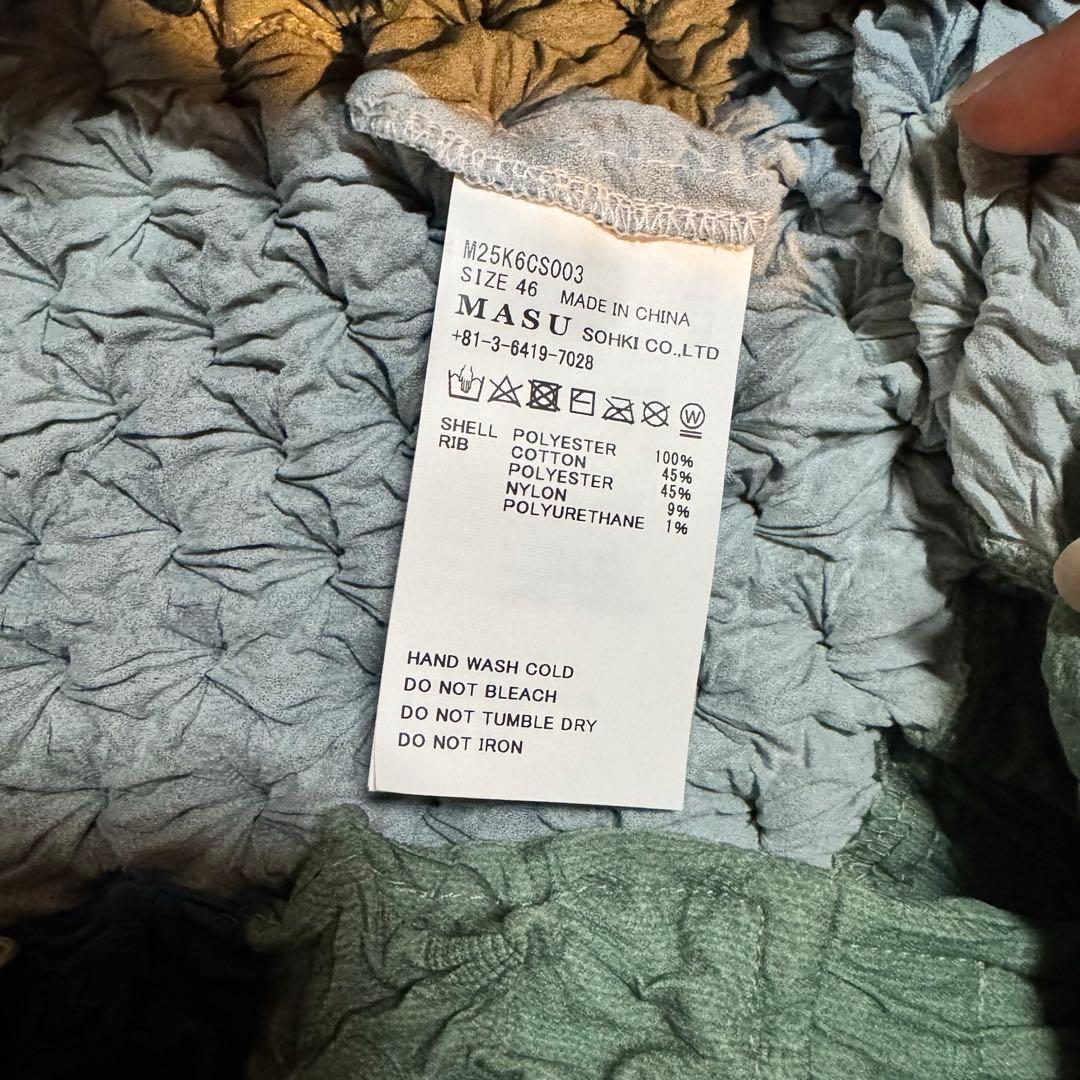 M25K6CS003
SIZE 46 MADE IN CHINA
MASU SOHKI CO.,LTD
+81-3-6419-7028
W
SHELL POLYESTER 100%
RIB COTTON 45%
POLYESTER 45%
NYLON 9%
POLYURETHANE 1%
HAND WASH COLD
DO NOT BLEACH
DO NOT TUMBLE DRY
DO NOT IRON